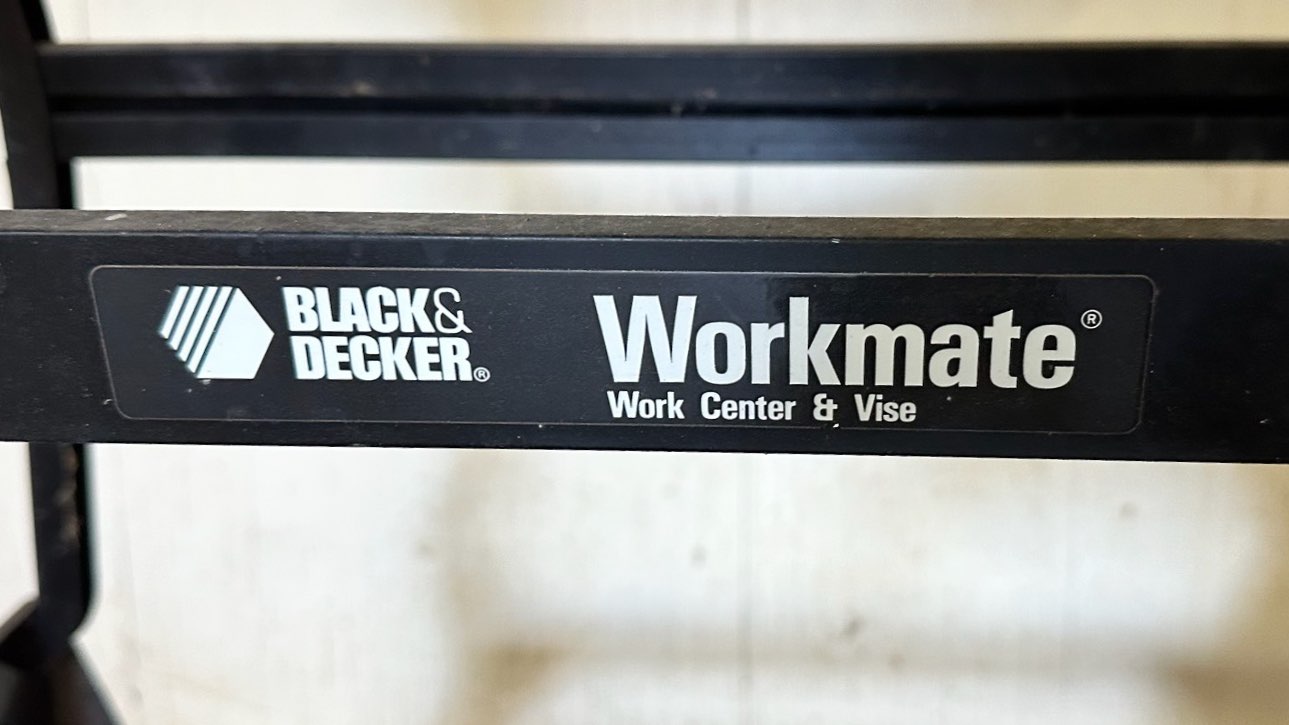 BLACK&
DECKER®
Workmate®
Work Center & Vise